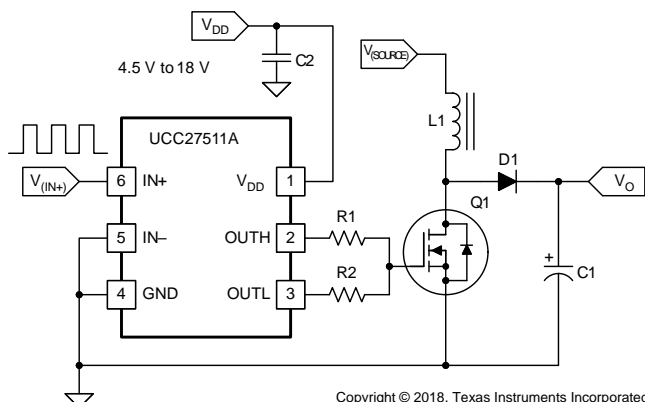 VDD
C2
4.5 V to 18 V
V(SOURCE)
L1
UCC27511A
D1
V(IN+)
6
IN+
VDD
1
VO
Q1
R1
5
IN–
OUTH
2
R2
+
C1
4
GND
OUTL
3
Copyright © 2018, Texas Instruments Incorporated